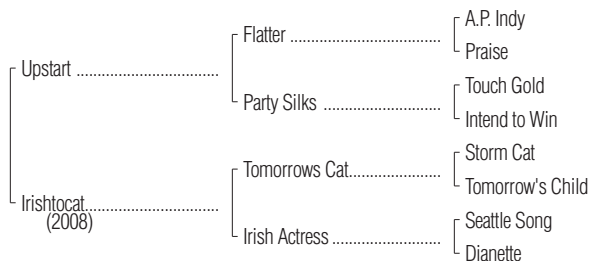 A.P. Indy
Flatter ........................................
Praise
Upstart .....................................
Touch Gold
Party Silks ...............................
Intend to Win
Storm Cat
Tomorrows Cat........................
Tomorrow's Child
Irishtocat...................................
(2008)
Seattle Song
Irish Actress ............................
Dianette